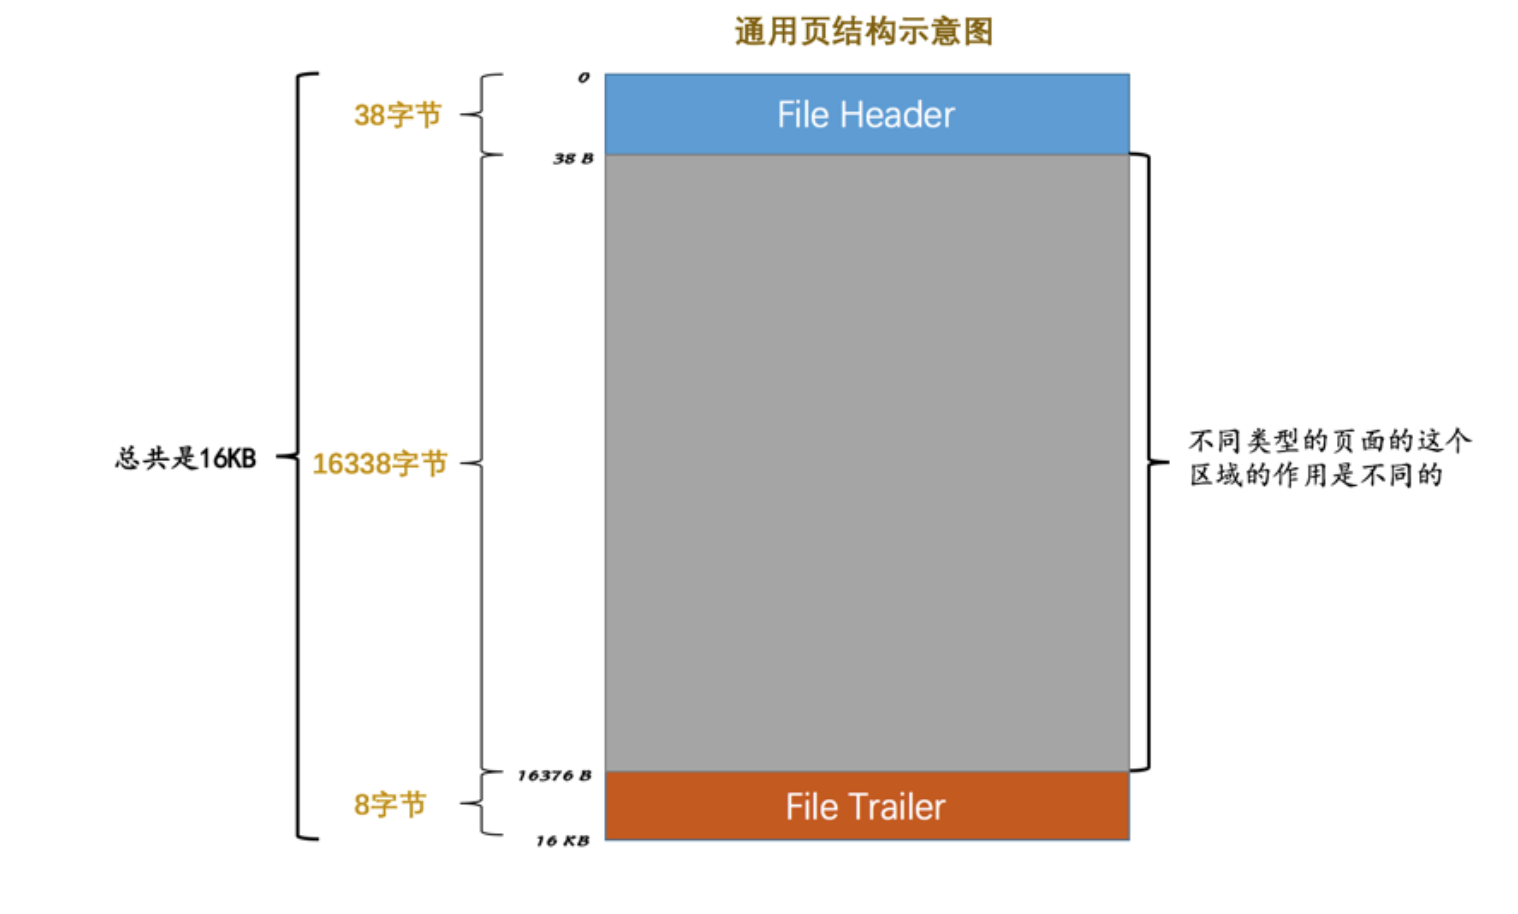 通用页结构示意图
0
File Header
38字节
38 B
不同类型的页面的这个
区域的作用是不同的
总共是16KB
16338字节
16376 B
File Trailer
8字节
16 KB